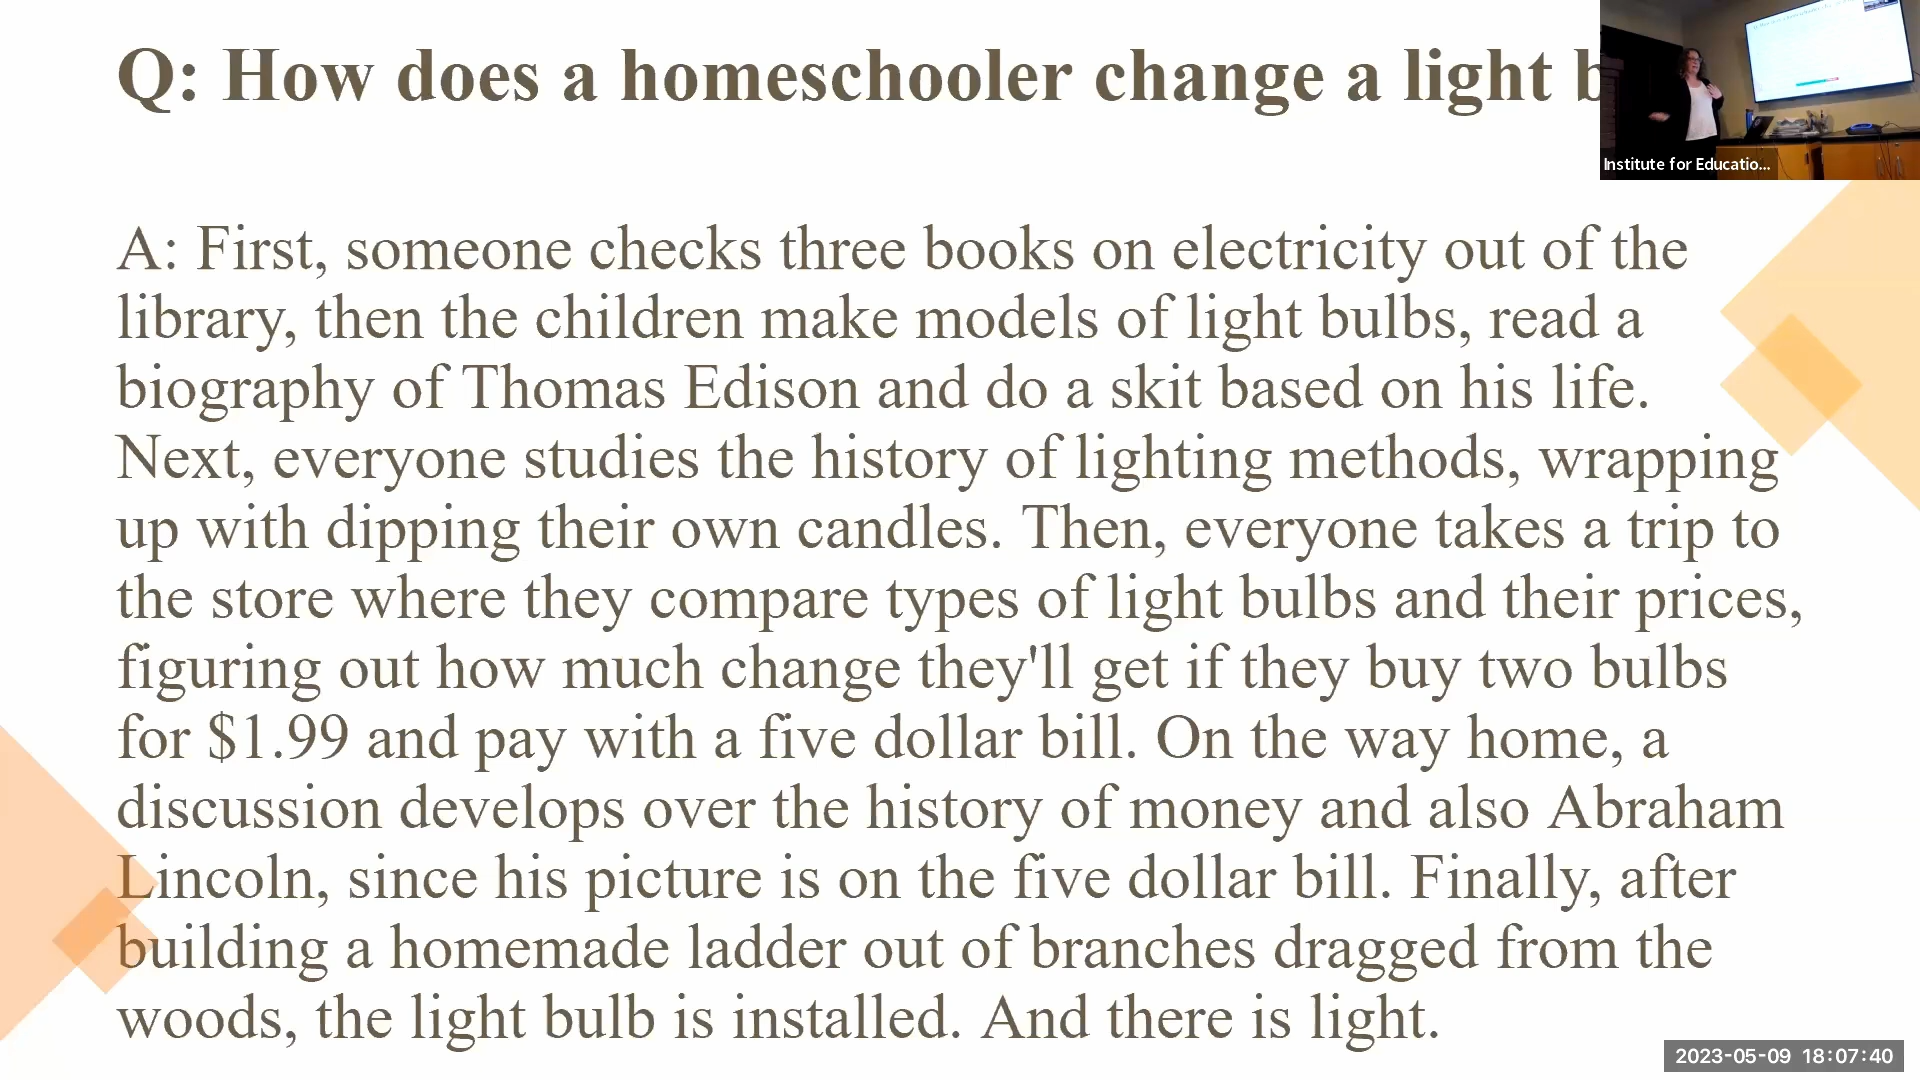 Q: How does a homeschooler change a light b
Institute for Educatio...
A: First, someone checks three books on electricity out of the
library, then the children make models of light bulbs, read a
biography of Thomas Edison and do a skit based on his life.
Next, everyone studies the history of lighting methods, wrapping
up with dipping their own candles. Then, everyone takes a trip to
the store where they compare types of light bulbs and their prices,
figuring out how much change they'll get if they buy two bulbs
for $1.99 and pay with a five dollar bill. On the way home, a
discussion develops over the history of money and also Abraham
Lincoln, since his picture is on the five dollar bill. Finally, after
building a homemade ladder out of branches dragged from the
woods, the light bulb is installed. And there is light.
2023-05-09 18:07:40